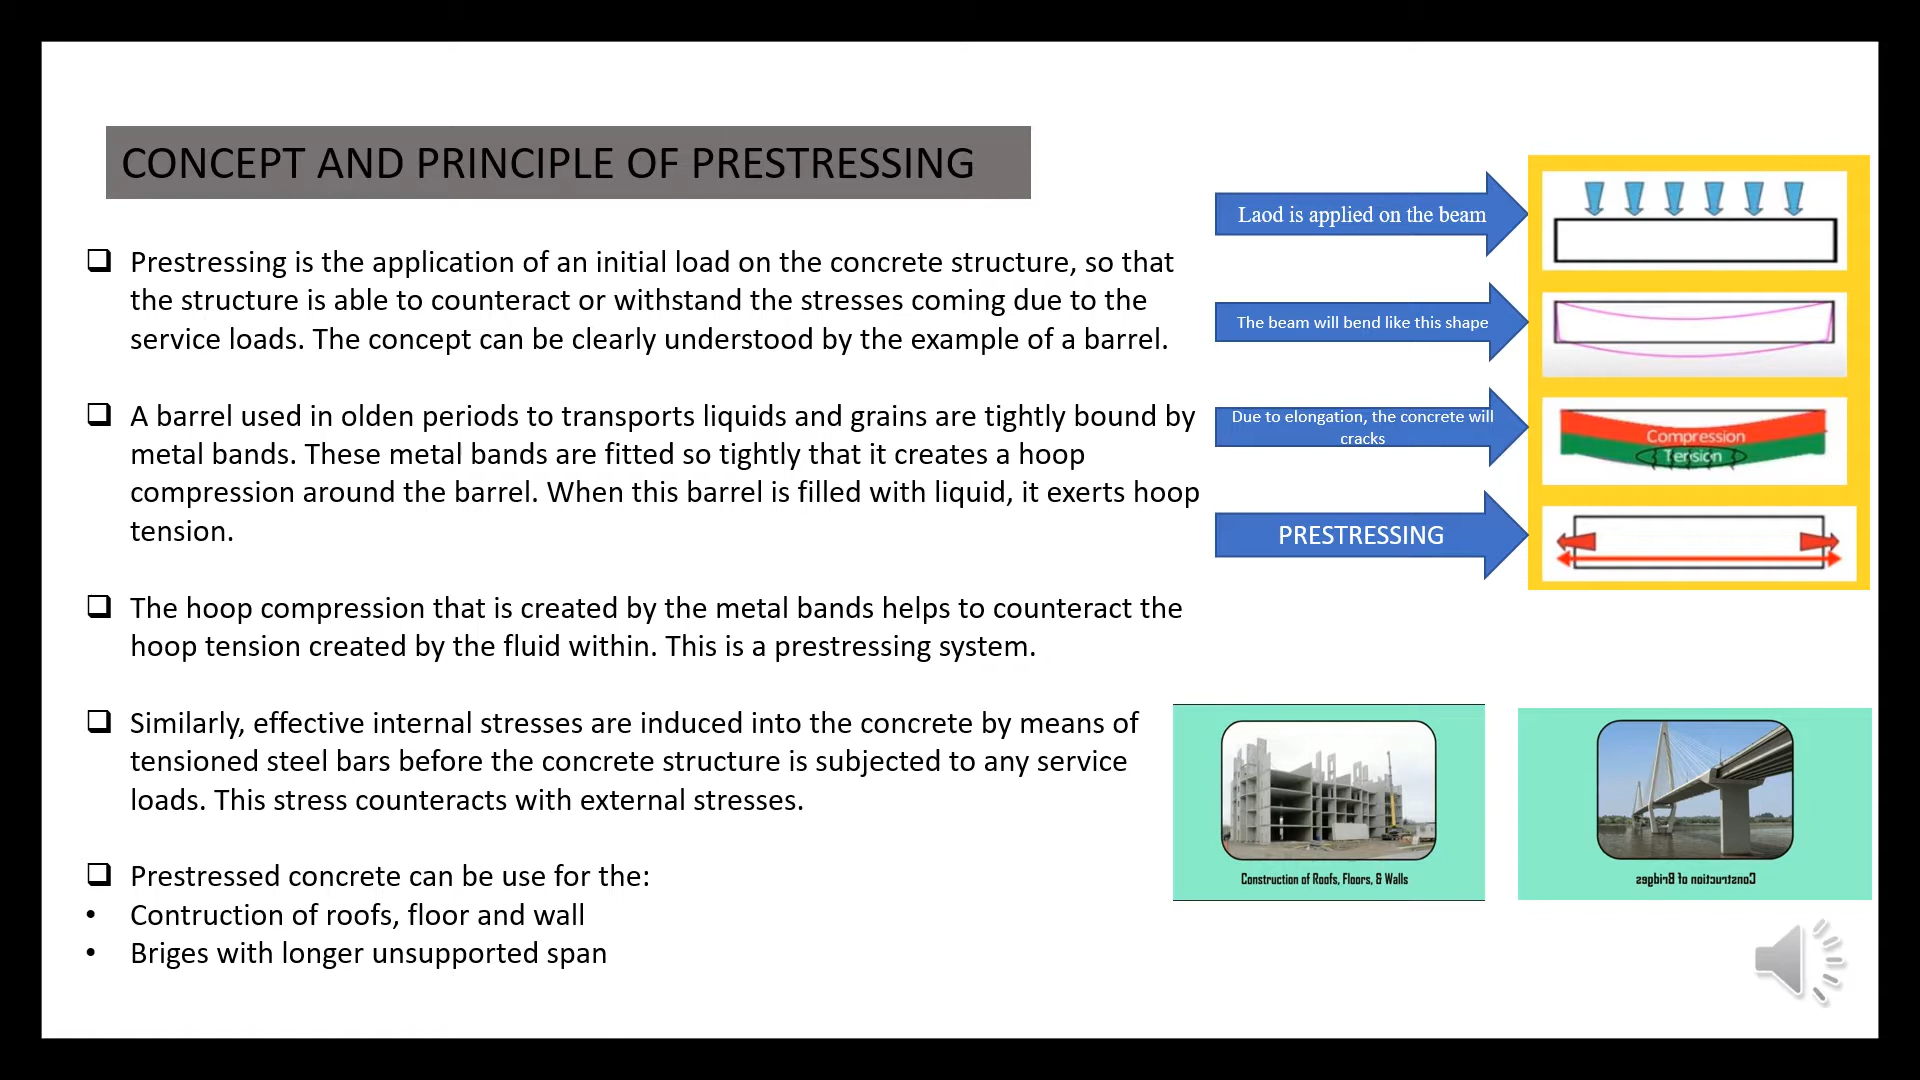 CONCEPT AND PRINCIPLE OF PRESTRESSING
Prestressing is the application of an initial load on the concrete structure, so that
the structure is able to counteract or withstand the stresses coming due to the
service loads. The concept can be clearly understood by the example of a barrel.
A barrel used in olden periods to transports liquids and grains are tightly bound by
metal bands. These metal bands are fitted so tightly that it creates a hoop
compression around the barrel. When this barrel is filled with liquid, it exerts hoop
tension.
The hoop compression that is created by the metal bands helps to counteract the
hoop tension created by the fluid within. This is a prestressing system.
Similarly, effective internal stresses are induced into the concrete by means of
tensioned steel bars before the concrete structure is subjected to any service
loads. This stress counteracts with external stresses.
Prestressed concrete can be use for the:
• Contruction of roofs, floor and wall
• Briges with longer unsupported span
Laod is applied on the beam
The beam will bend like this shape
Due to elongation, the concrete will
cracks
PRESTRESSING
Compression
Tension
Construction of Roofs, Floors, & Walls
Construction of Bridges